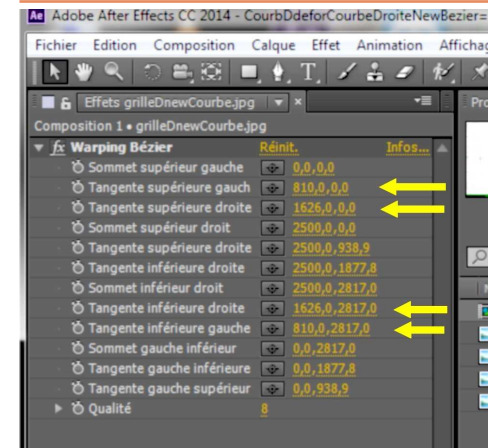 Ae Adobe After Effects CC 2014 - CourbDdeforCourbeDroiteNewBezier=
Fichier Edition Composition Calque Effet Animation Affichag
Effets grilleDnewCourbe.jpg
Composition 1 • grilleDnewCourbe.jpg
fx Warping Bézier Réinit. Infos...
Sommet supérieur gauche 0,0,0,0
Tangente supérieure gauch 810,0,0,0
Tangente supérieure droite 1626,0,0,0
Sommet supérieur droit 2500,0,0,0
Tangente supérieure droite 2500,0,938,9
Tangente inférieure droite 2500,0,1877,8
Sommet inférieur droit 2500,0,2817,0
Tangente inférieure droite 1626,0,2817,0
Tangente inférieure gauche 810,0,2817,0
Sommet gauche inférieur 0,0,2817,0
Tangente gauche inférieure 0,0,1877,8
Tangente gauche supérieur 0,0,938,9
Qualité 8